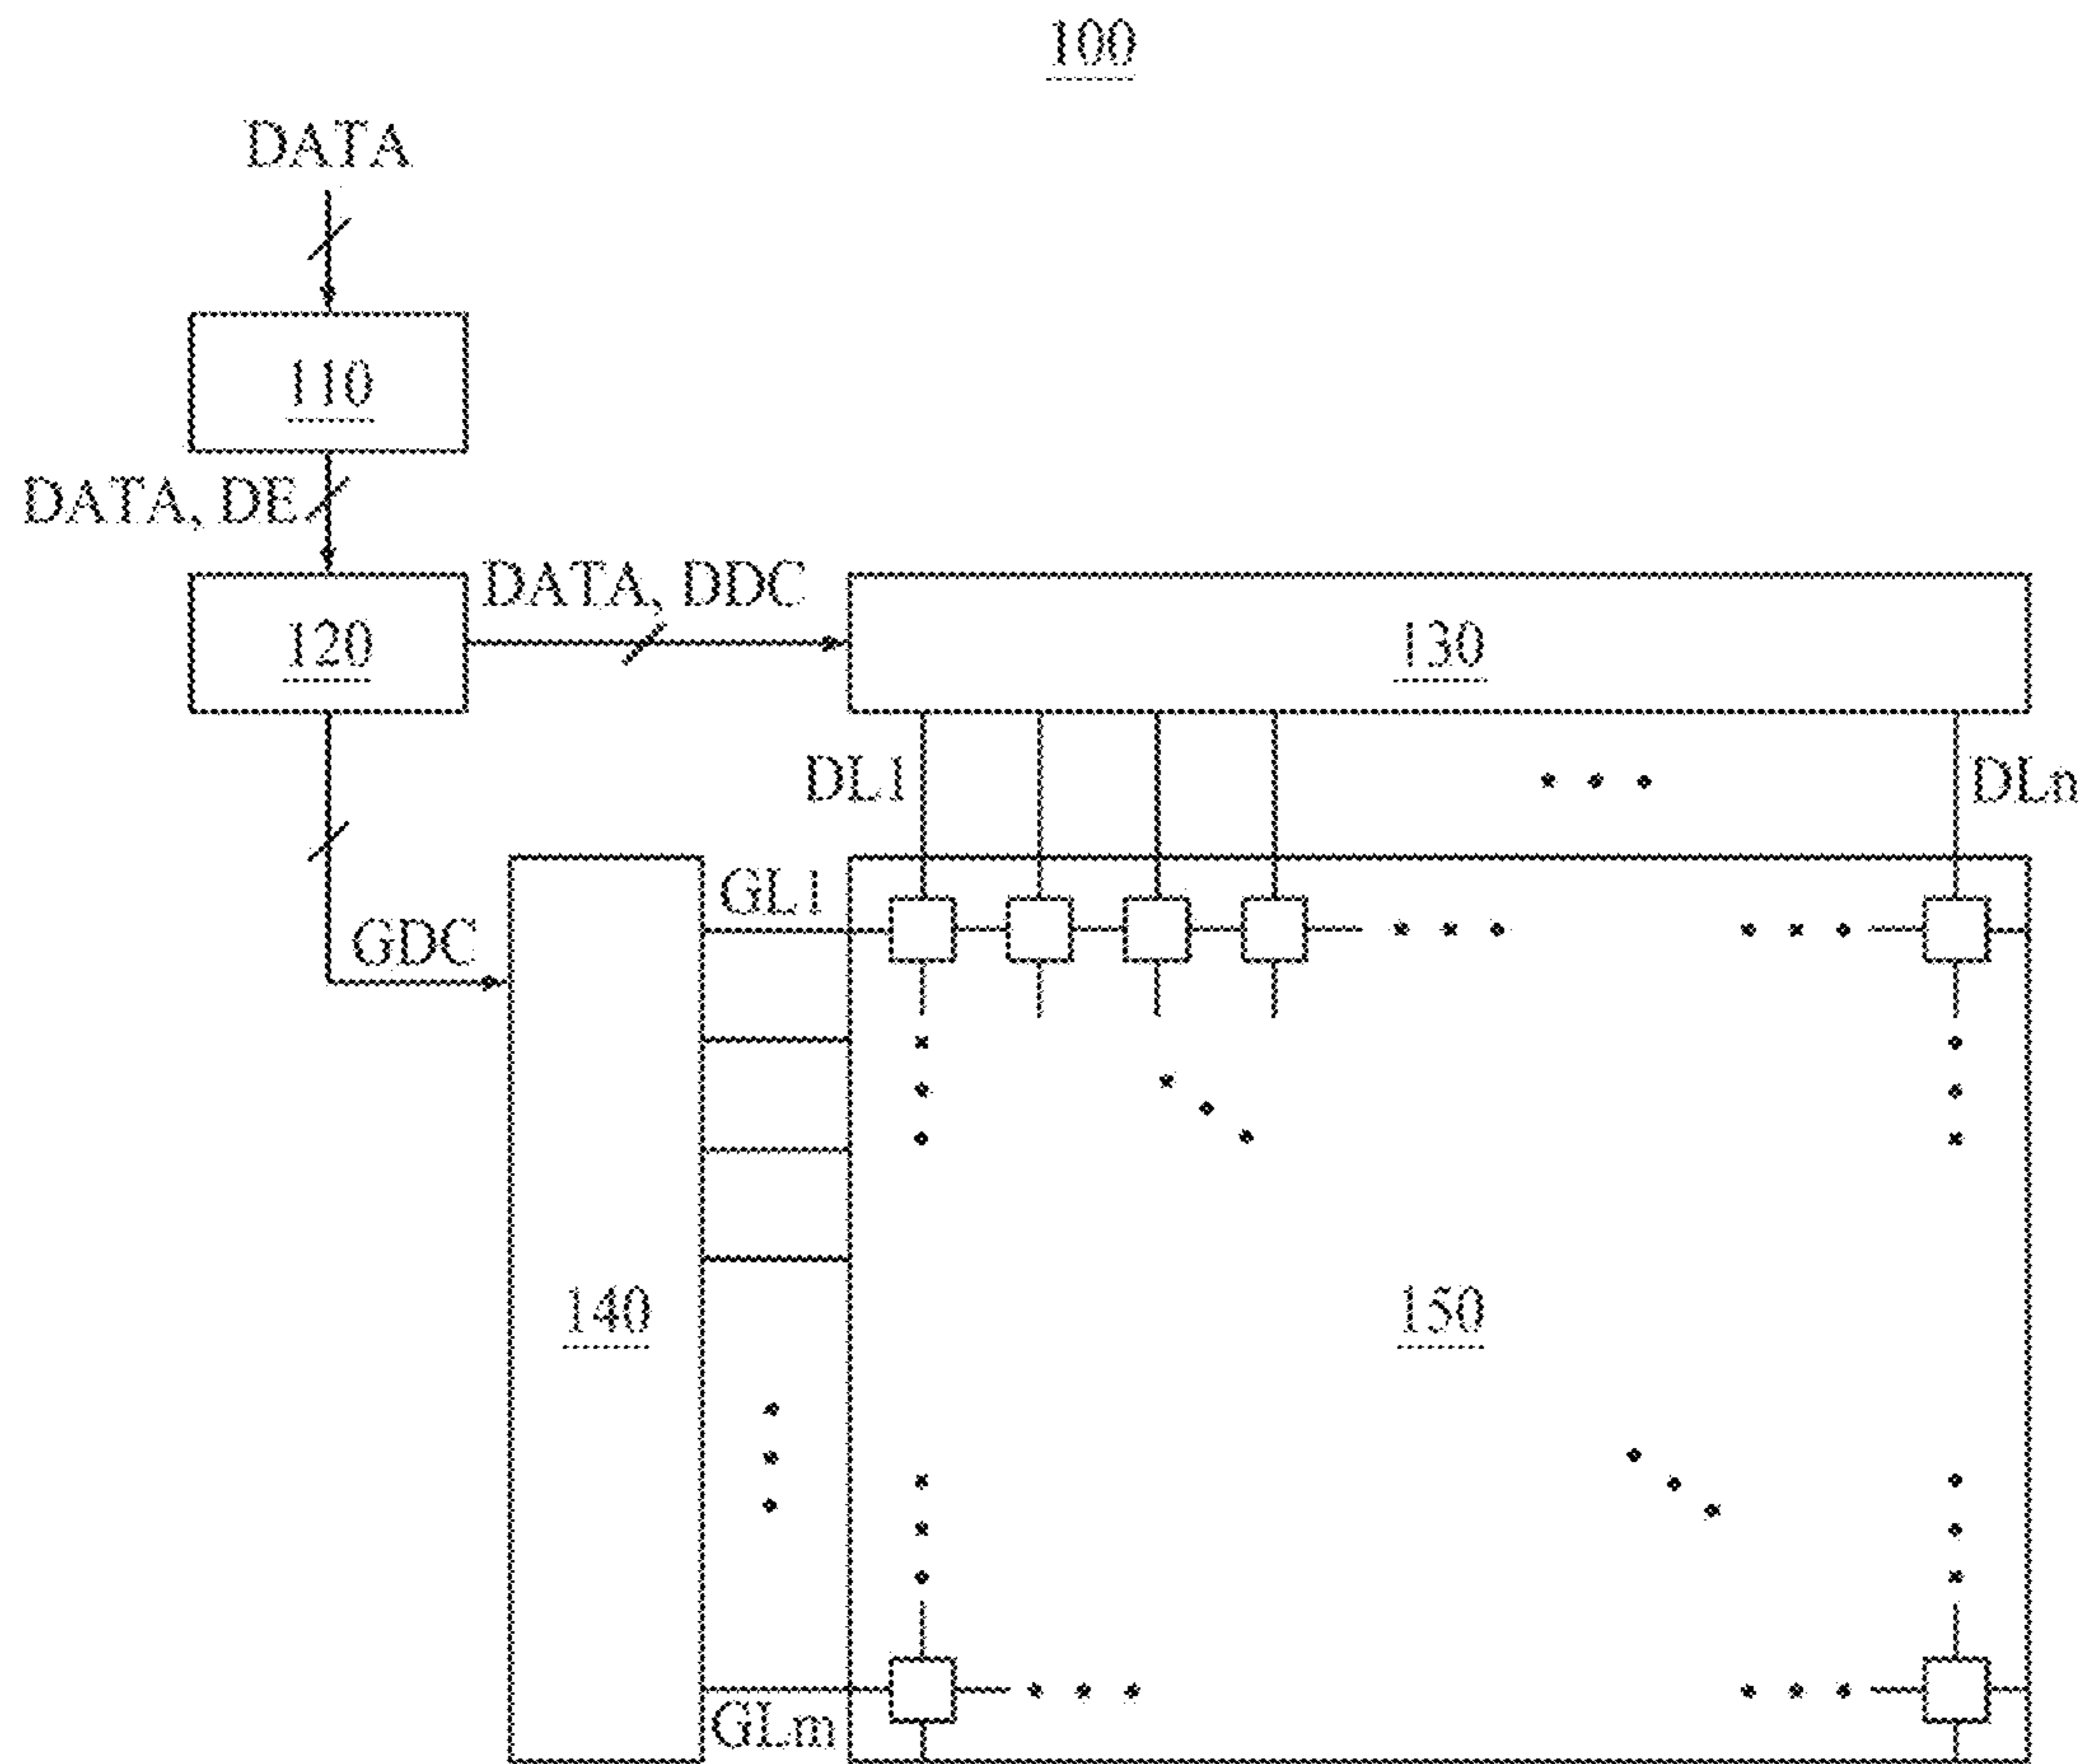 100
DATA
110
DATA, DE
DATA, DDC
120
130
DL1
DLn
GL1
GDC
140
150
GLm